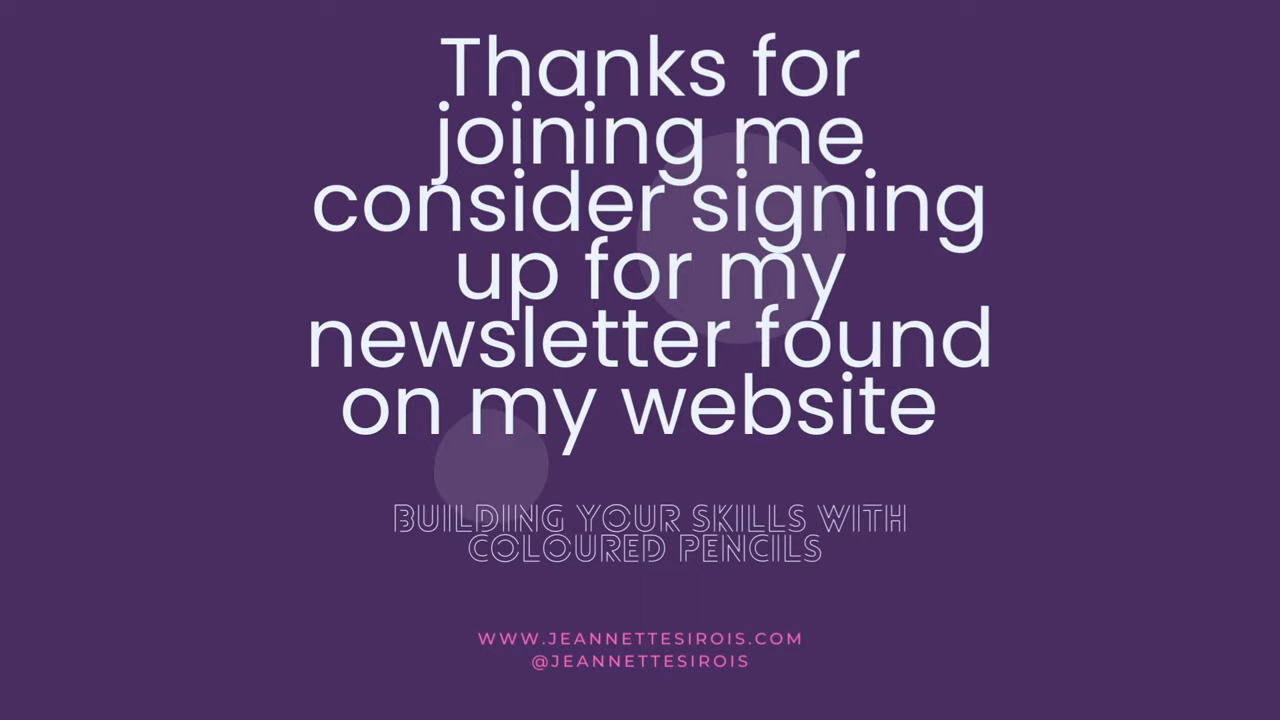 Thanks for
joining me
consider signing
up for my
newsletter found
on my website
BUILDING YOUR SKILLS WITH
COLOURED PENCILS
WWW.JEANNETTESIROIS.COM
@JEANNETTESIROIS